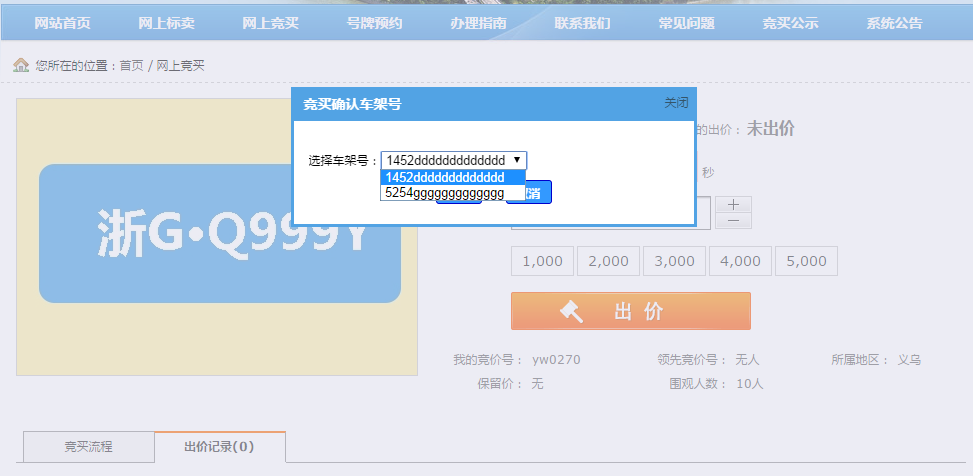 网站首页 网上标卖 网上竞买 号牌预约 办理指南 联系我们 常见问题 竞买公示 系统公告
您所在的位置：首页 / 网上竞买
竞买确认车架号 关闭
的出价： 未出价
选择车架号： 1452ddddddddddddd
1452ddddddddddddd
5254ggggggggggggg
消
秒
浙G•Q999Y
1,000 2,000 3,000 4,000 5,000
出 价
我的竞价号： yw0270 领先竞价号： 无人 所属地区： 义乌
保留价： 无 围观人数： 10人
竞买流程 出价记录(0)